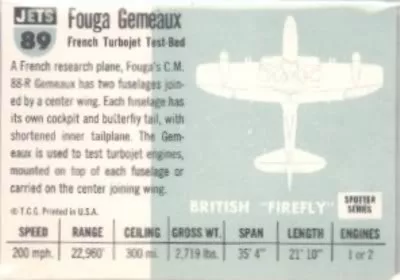 JETS
89
Fouga Gemeaux
French Turbojet Test-Bed
A French research plane, Fouga's C.M.
88-R Gemeaux has two fuselages join-
ed by a center wing. Each fuselage has
its own cockpit and butterfly tail, with
shortened inner tailplane. The Gem-
eaux is used to test turbojet engines,
mounted on top of each fuselage or
carried on the center joining wing.
© T.C.G. Printed in U.S.A.
BRITISH "FIREFLY"
SPOTTER
SERIES
SPEED RANGE CEILING GROSS WT. SPAN LENGTH ENGINES
200 mph. 22,960' 300 mi. 2,719 lbs. 35' 4" 21' 10" 1 or 2